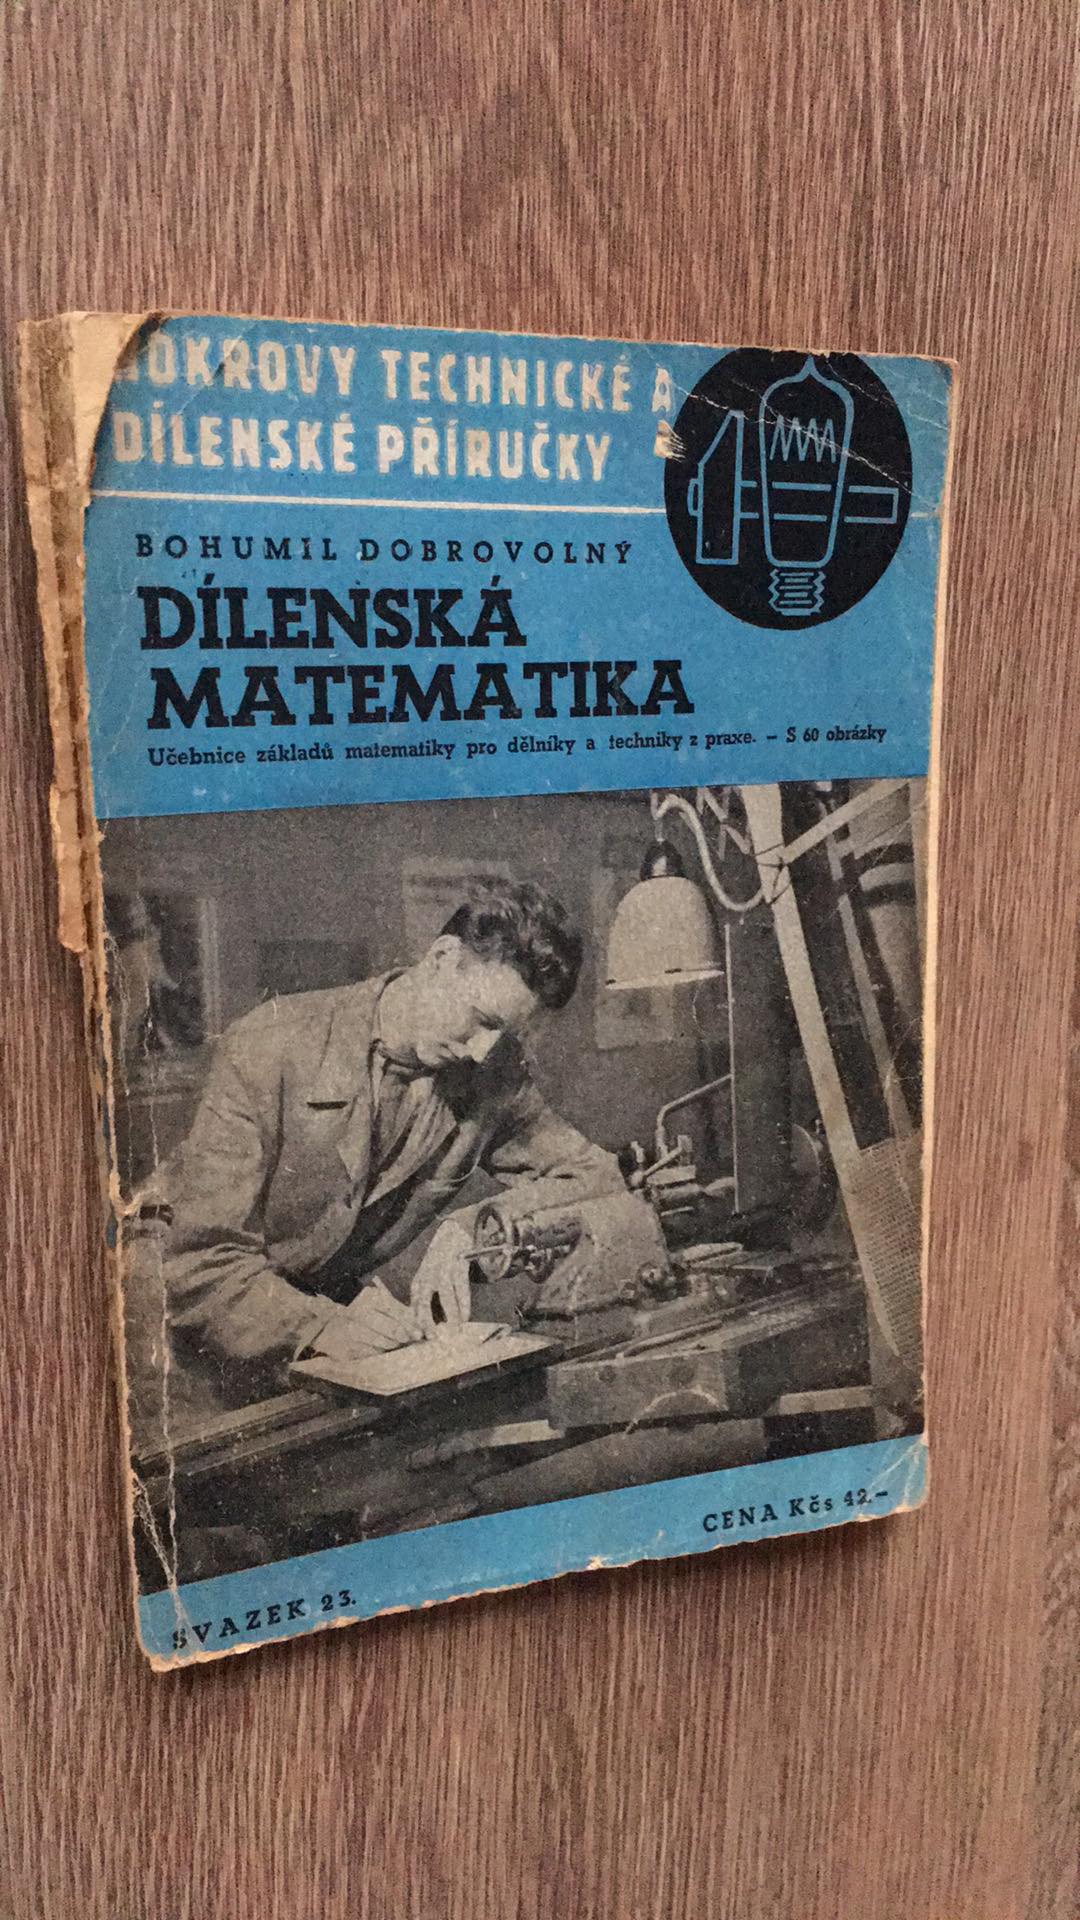 TECHNICKÉ A
DÍLENSKÉ PŘÍRUČKY
BOHUMIL DOBROVOLNÝ
DÍLENSKÁ
MATEMATIKA
Učebnice základů matematiky pro dělníky a techniky z praxe. – S 60 obrázky
CENA Kčs 42.–
SVAZEK 23.